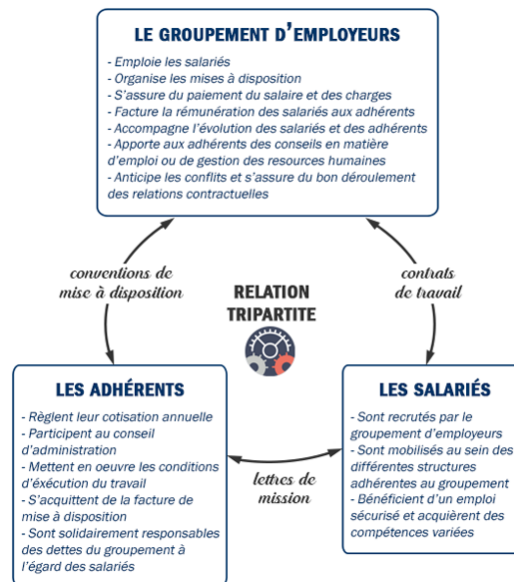 LE GROUPEMENT D'EMPLOYEURS
- Emploie les salariés
- Organise les mises à disposition
- S'assure du paiement du salaire et des charges
- Facture la rémunération des salariés aux adhérents
- Accompagne l'évolution des salariés et des adhérents
- Apporte aux adhérents des conseils en matière
d'emploi ou de gestion des resources humaines
- Anticipe les conflits et s'assure du bon déroulement
des relations contractuelles
conventions de
mise à disposition
RELATION
TRIPARTITE
contrats
de travail
LES ADHÉRENTS
- Règlent leur cotisation annuelle
- Participent au conseil
d'administration
- Mettent en oeuvre les conditions
d'éxécution du travail
- S'acquittent de la facture de
mise à disposition
- Sont solidairement responsables
des dettes du groupement à
l'égard des salariés
lettres de
mission
LES SALARIÉS
- Sont recrutés par le
groupement d'employeurs
- Sont mobilisés au sein des
différentes structures
adhérentes au groupement
- Bénéficient d'un emploi
sécurisé et acquièrent des
compétences variées